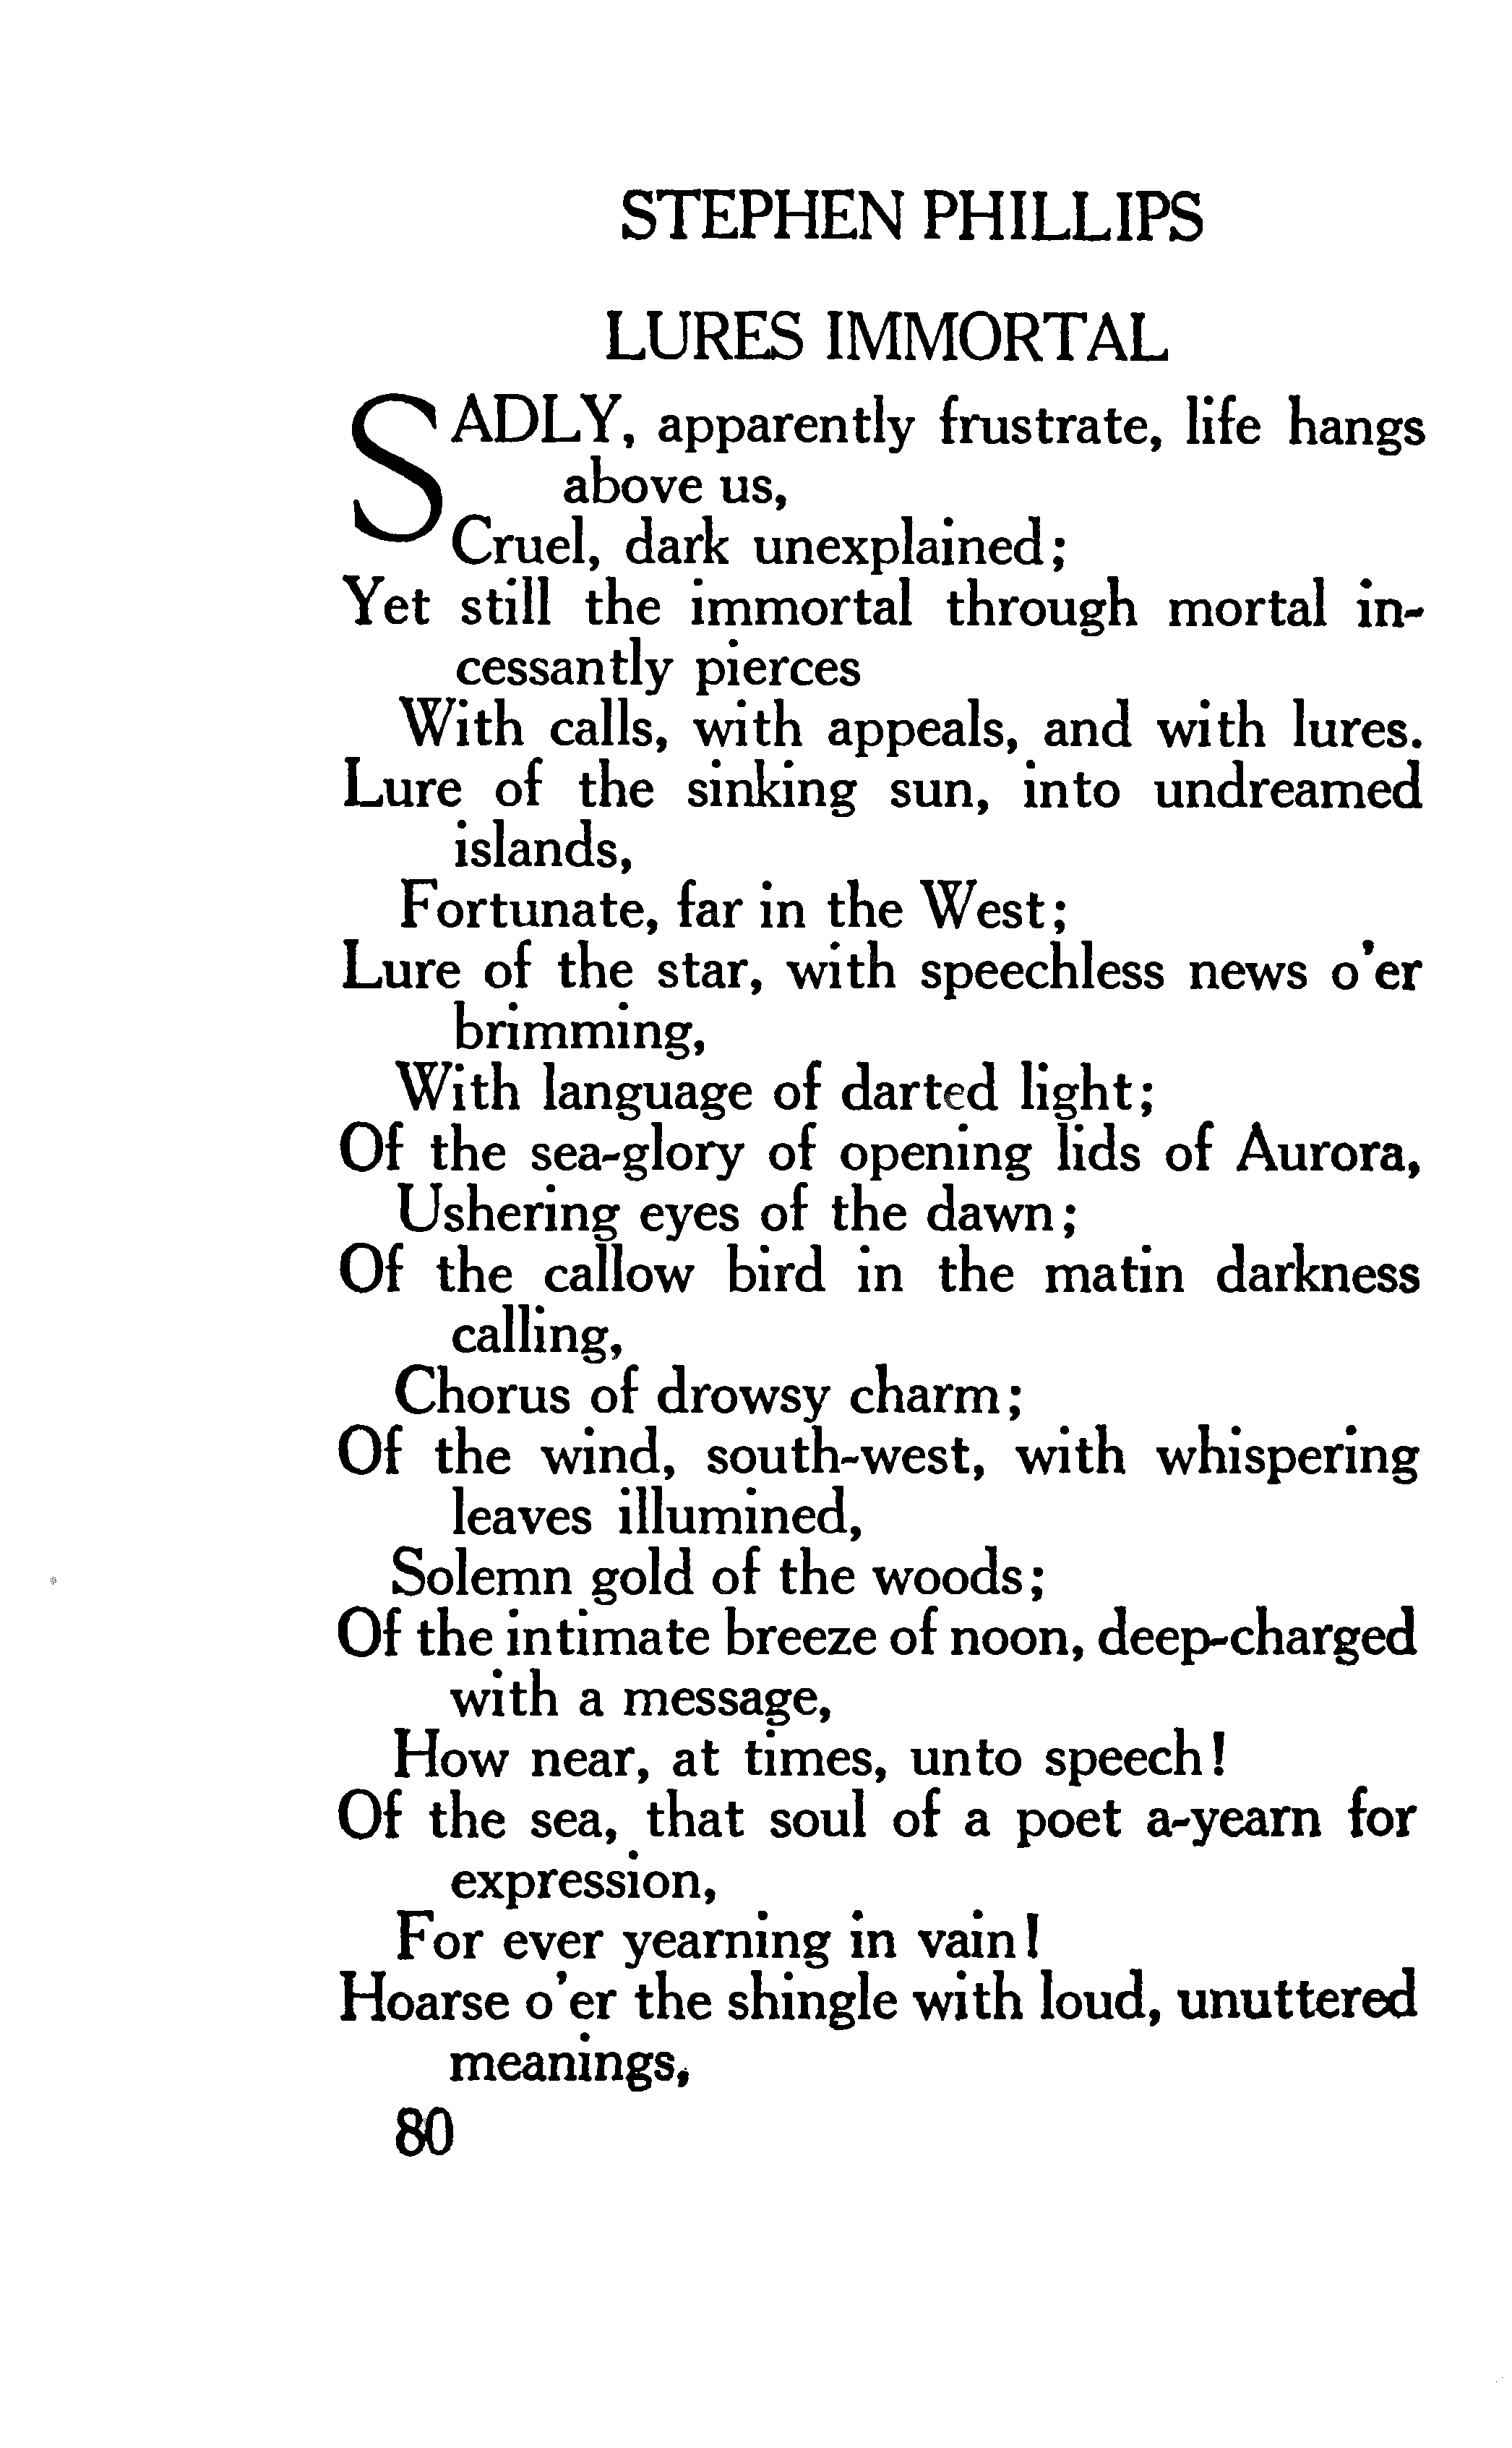 STEPHEN PHILLIPS
LURES IMMORTAL
SADLY, apparently frustrate, life hangs
above us,
Cruel, dark unexplained;
Yet still the immortal through mortal in-
cessantly pierces
With calls, with appeals, and with lures.
Lure of the sinking sun, into undreamed
islands,
Fortunate, far in the West;
Lure of the star, with speechless news o'er
brimming,
With language of darted light;
Of the sea-glory of opening lids of Aurora,
Ushering eyes of the dawn;
Of the callow bird in the matin darkness
calling,
Chorus of drowsy charm;
Of the wind, south-west, with whispering
leaves illumined,
Solemn gold of the woods;
Of the intimate breeze of noon, deep-charged
with a message,
How near, at times, unto speech!
Of the sea, that soul of a poet a-yearn for
expression,
For ever yearning in vain!
Hoarse o'er the shingle with loud, unuttered
meanings,
80